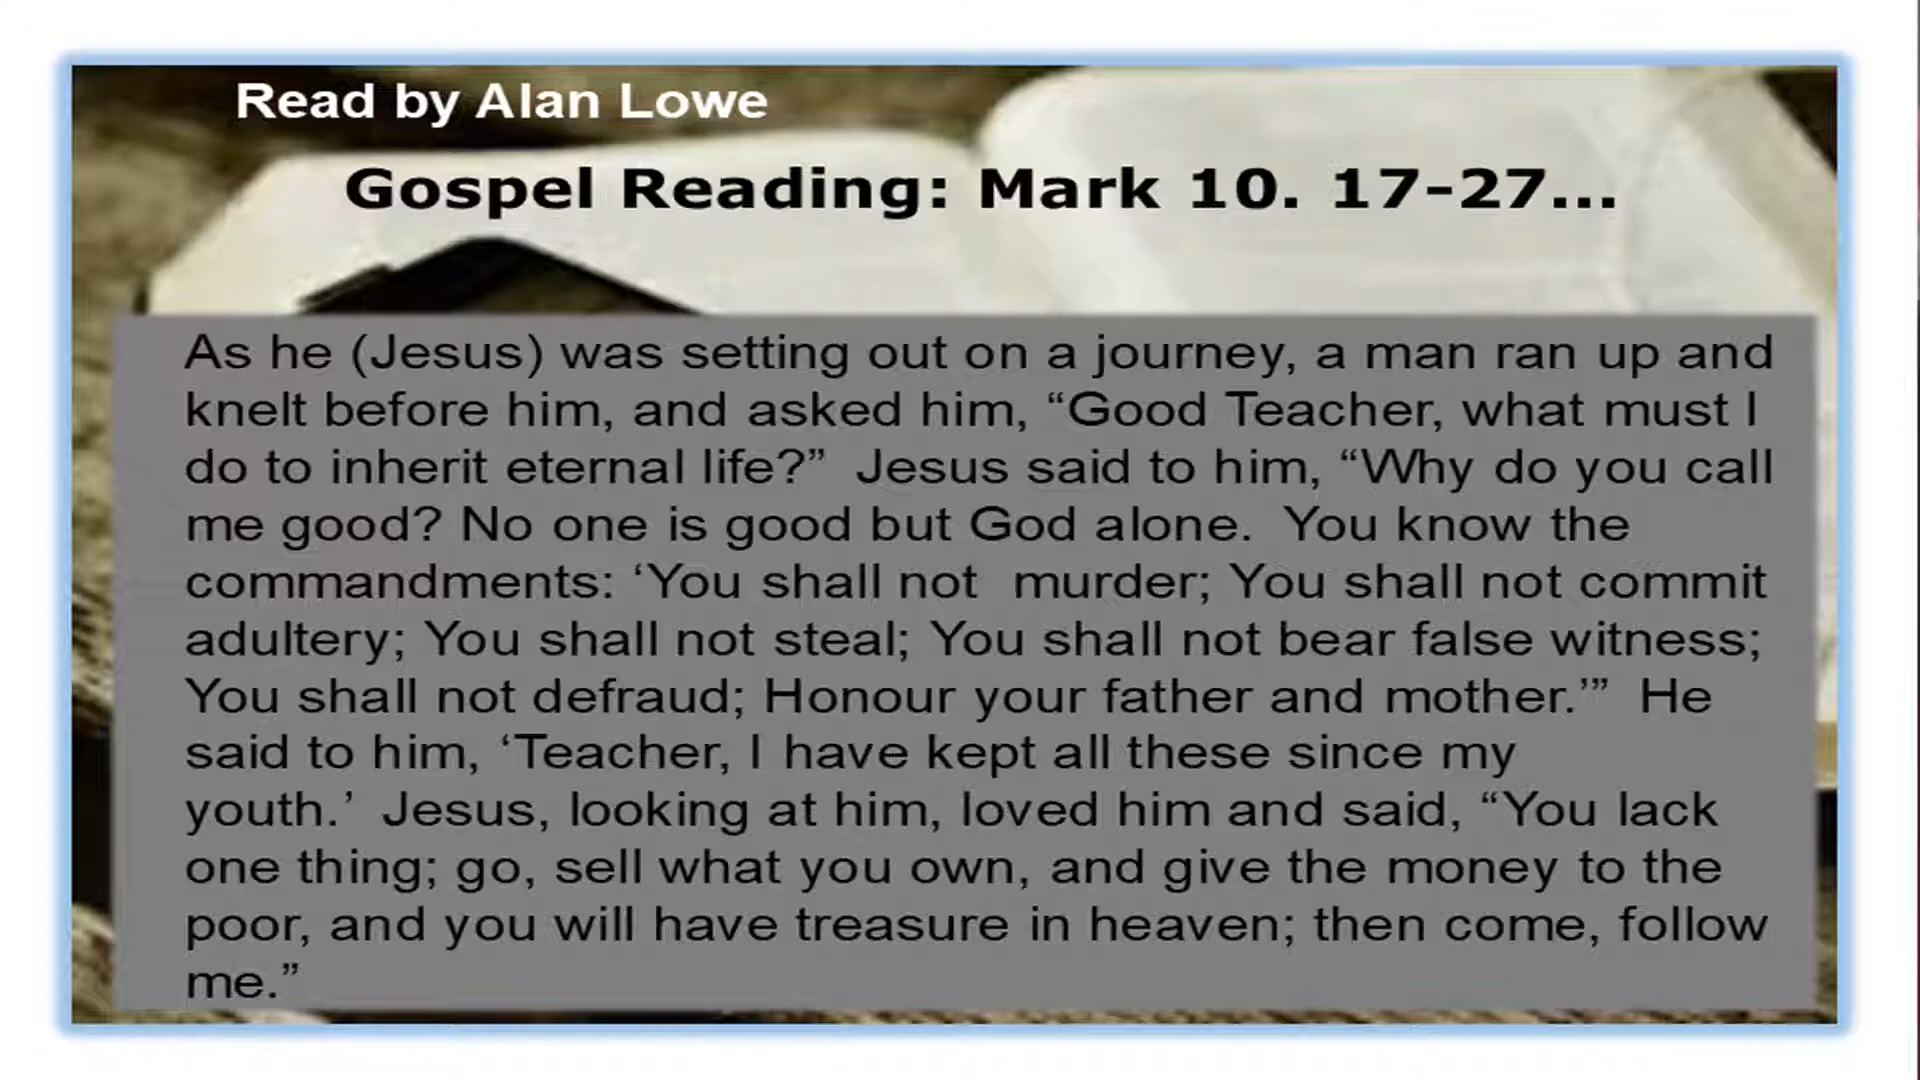 Read by Alan Lowe
Gospel Reading: Mark 10. 17-27...
As he (Jesus) was setting out on a journey, a man ran up and
knelt before him, and asked him, “Good Teacher, what must I
do to inherit eternal life?”  Jesus said to him, “Why do you call
me good? No one is good but God alone.  You know the
commandments: ‘You shall not  murder; You shall not commit
adultery; You shall not steal; You shall not bear false witness;
You shall not defraud; Honour your father and mother.’”  He
said to him, ‘Teacher, I have kept all these since my
youth.’  Jesus, looking at him, loved him and said, “You lack
one thing; go, sell what you own, and give the money to the
poor, and you will have treasure in heaven; then come, follow
me.”